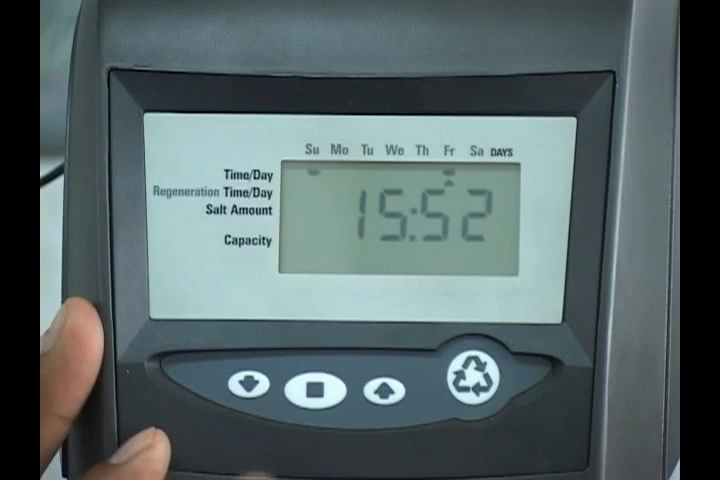 Su Mo Tu We Th Fr Sa DAYS
Time/Day
Regeneration Time/Day
Salt Amount
15:52
Capacity